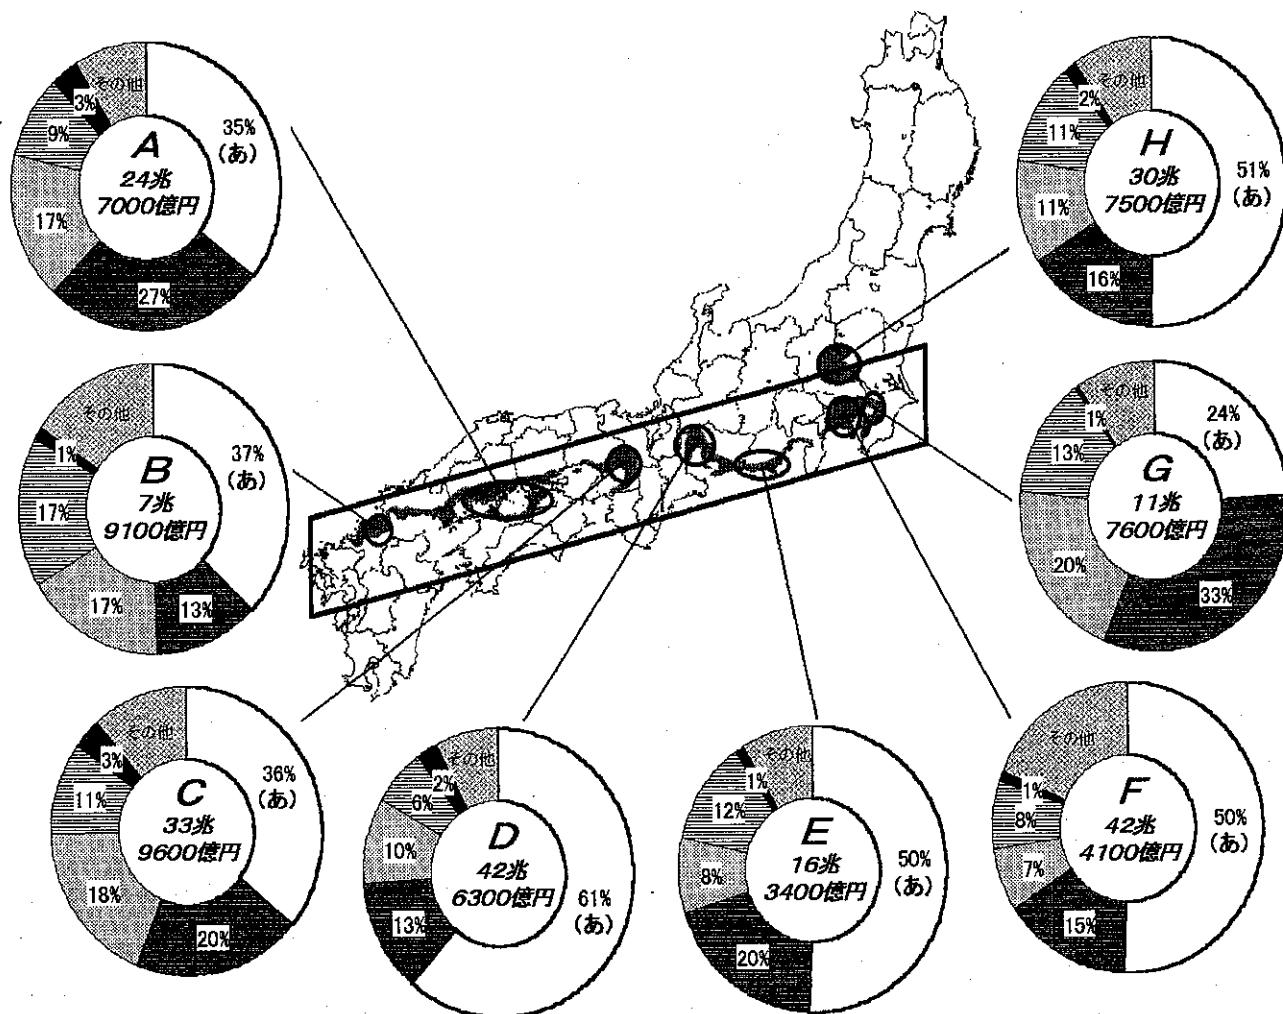 その他
3%
9%
35%
(あ)
A
24兆
7000億円
17%
27%
その他
2%
11%
51%
(あ)
H
30兆
7500億円
11%
16%
その他
1%
17%
37%
(あ)
B
7兆
9100億円
17%
13%
その他
1%
13%
24%
(あ)
G
11兆
7600億円
20%
33%
その他
3%
11%
36%
(あ)
C
33兆
9600億円
18%
20%
その他
2%
6%
D
42兆
6300億円
10%
61%
(あ)
13%
その他
1%
12%
E
16兆
3400億円
50%
(あ)
8%
20%
その他
1%
8%
F
42兆
4100億円
50%
(あ)
7%
15%